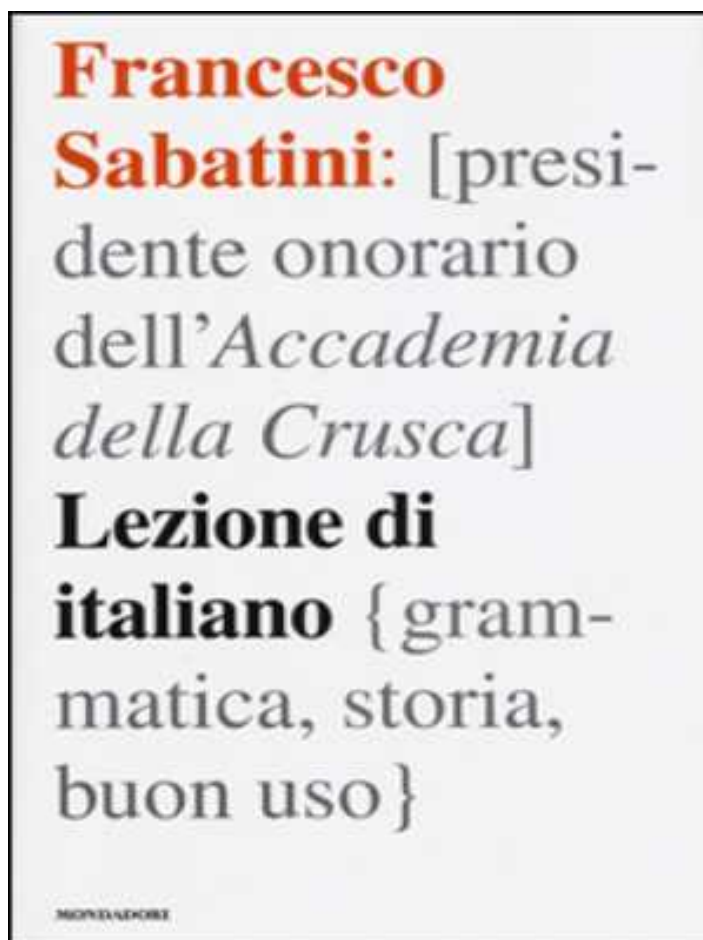 Francesco
Sabatini: [presi-
dente onorario
dell'Accademia
della Crusca]
Lezione di
italiano {gram-
matica, storia,
buon uso}
MONDADORI